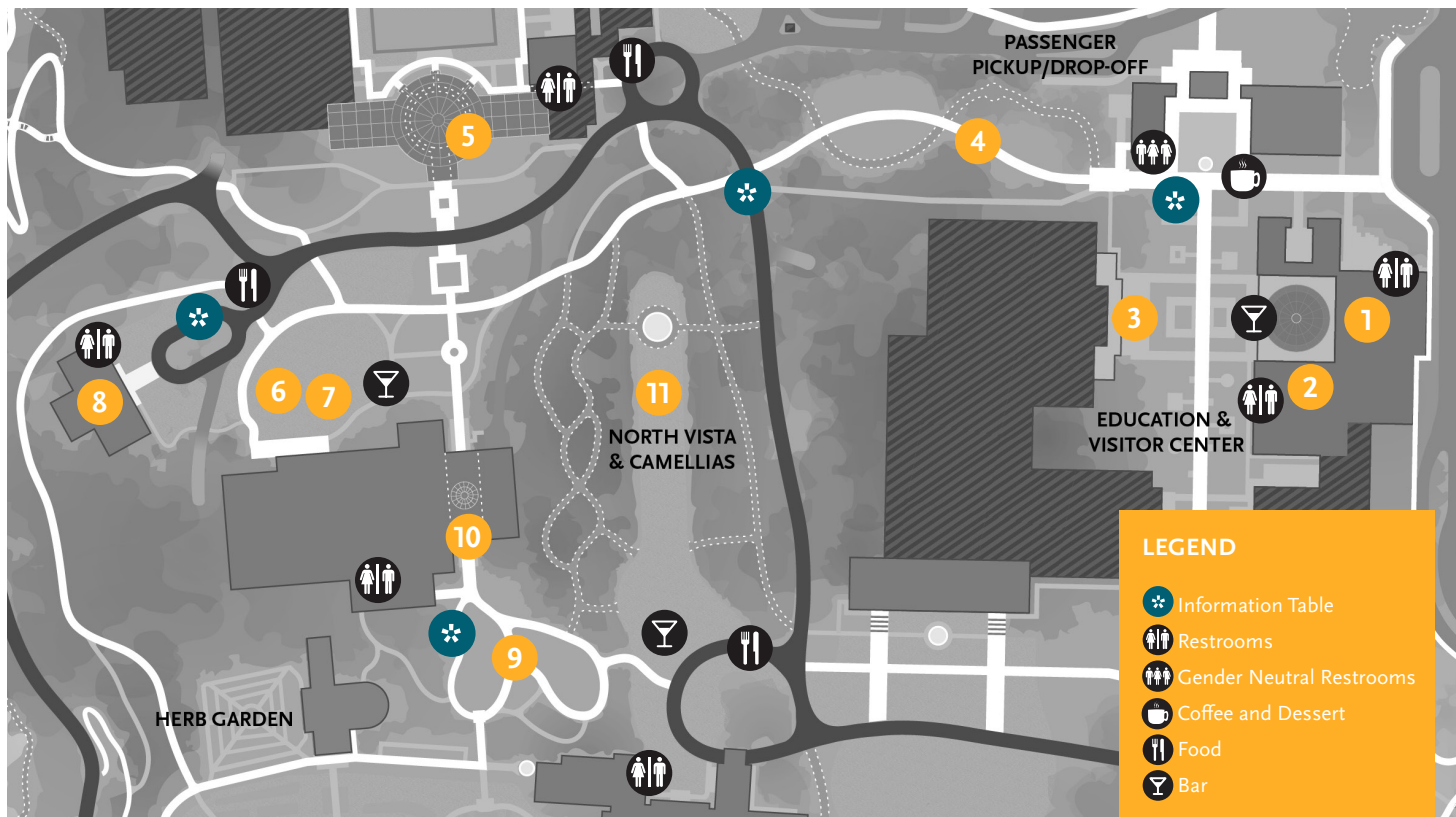 PASSENGER
PICKUP/DROP-OFF
5
4
3
1
6
7
8
2
11
NORTH VISTA
& CAMELLIAS
EDUCATION &
VISITOR CENTER
10
9
HERB GARDEN
LEGEND
Information Table
Restrooms
Gender Neutral Restrooms
Coffee and Dessert
Food
Bar